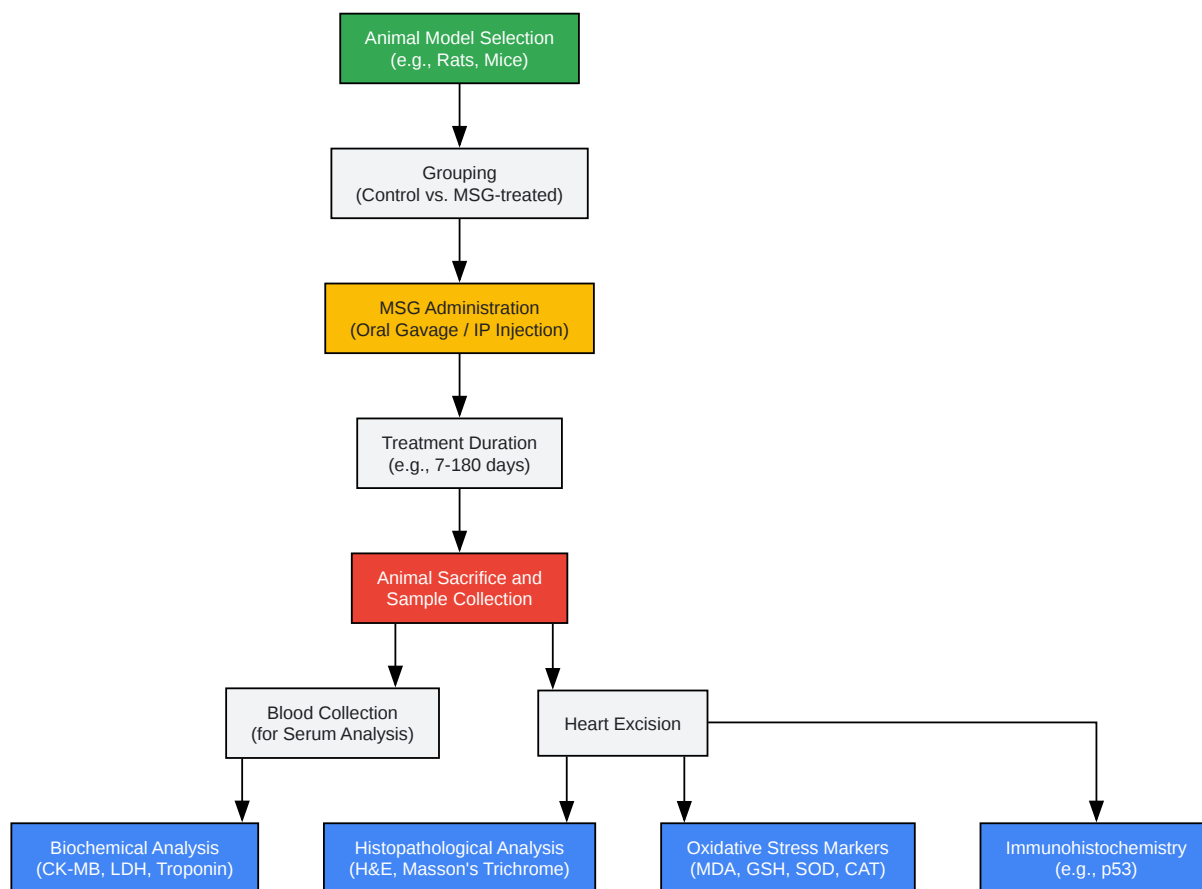 Animal Model Selection
(e.g., Rats, Mice)
Grouping
(Control vs. MSG-treated)
MSG Administration
(Oral Gavage / IP Injection)
Treatment Duration
(e.g., 7-180 days)
Animal Sacrifice and
Sample Collection
Blood Collection
(for Serum Analysis)
Heart Excision
Biochemical Analysis
(CK-MB, LDH, Troponin)
Histopathological Analysis
(H&E, Masson's Trichrome)
Oxidative Stress Markers
(MDA, GSH, SOD, CAT)
Immunohistochemistry
(e.g., p53)